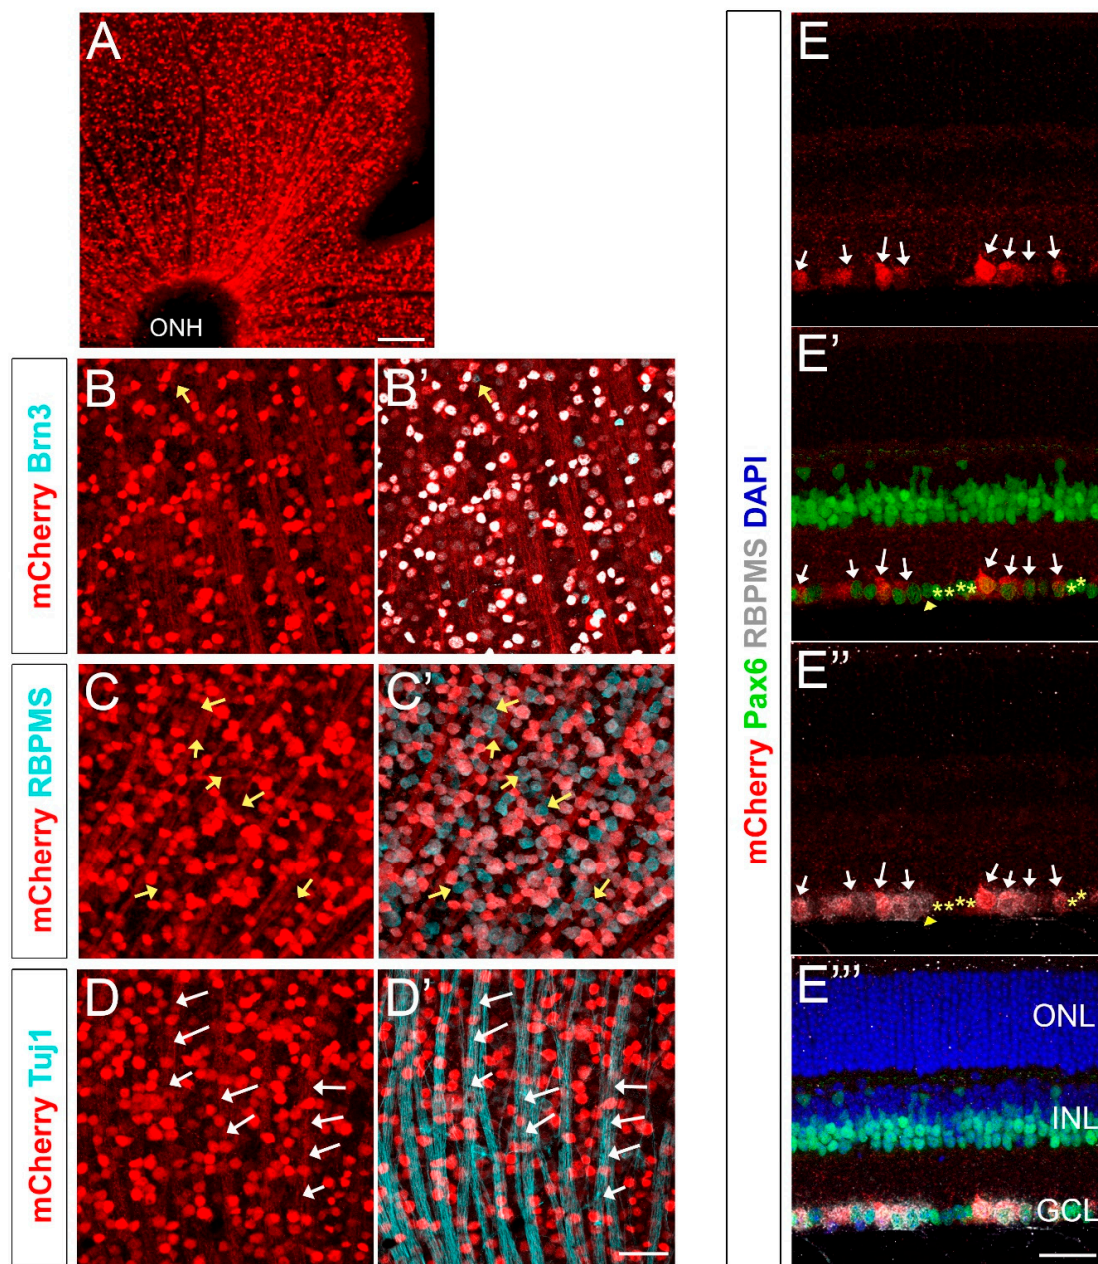 A
ONH
mCherry Brn3
B
B'
mCherry RBPMS
C
C'
mCherry Tuj1
D
D'
mCherry Pax6 RBPMS DAPI
E
E'
**** **
E''
**** **
E'''
ONL
INL
GCL